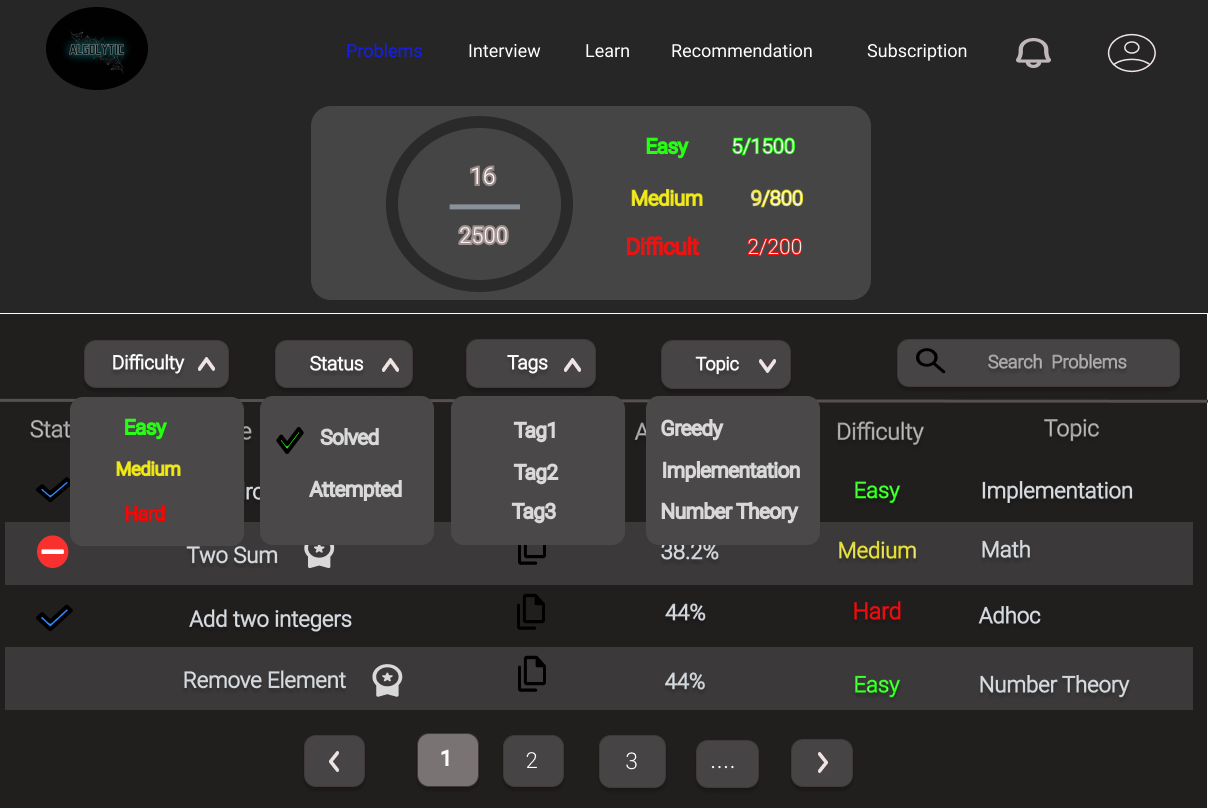 ALGOLYTIC
Problems Interview Learn Recommendation Subscription
16
2500
Easy 5/1500
Medium 9/800
Difficult 2/200
Difficulty Status Tags Topic Search Problems
Easy
Medium
Hard
Solved
Attempted
Tag1
Tag2
Tag3
Greedy
Implementation
Number Theory
Stat e A Difficulty Topic
ro Easy Implementation
Two Sum 38.2% Medium Math
Add two integers 44% Hard Adhoc
Remove Element 44% Easy Number Theory
1 2 3 ....